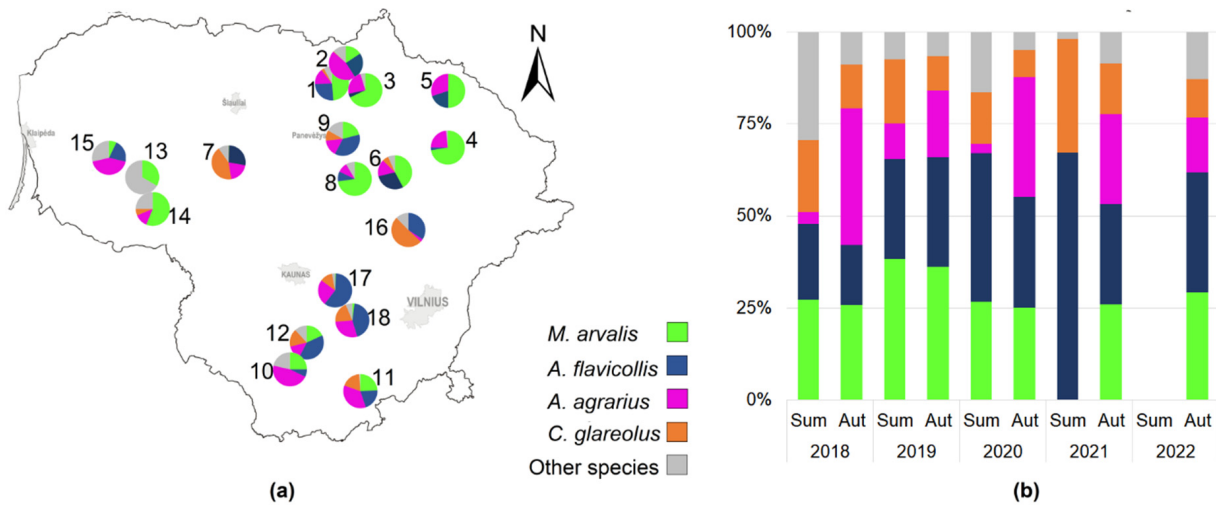 N
2
1
3
5
Šiauliai
Klaipėda
Panevėžys
9
4
15
13
7
8
6
14
16
KAUNAS
17
VILNIUS
18
12
10
11
M. arvalis
A. flavicollis
A. agrarius
C. glareolus
Other species
(a)
100%
75%
50%
25%
0%
Sum Aut Sum Aut Sum Aut Sum Aut Sum Aut
2018 2019 2020 2021 2022
(b)